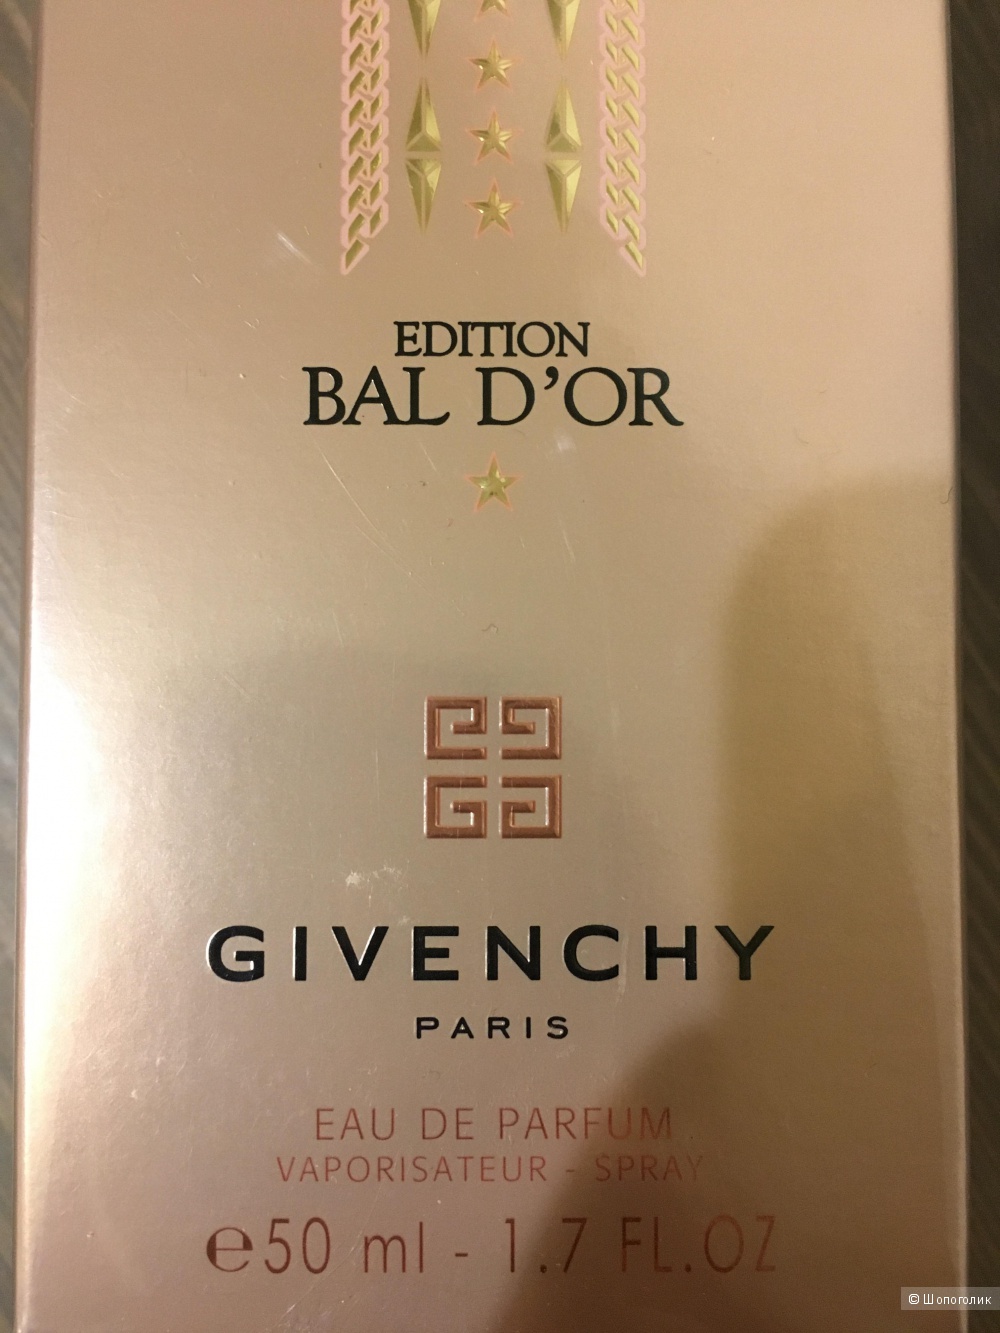 EDITION
BAL D'OR
GIVENCHY
PARIS
EAU DE PARFUM
VAPORISATEUR - SPRAY
℮50 ml - 1.7 FL.OZ
© Шопоголик